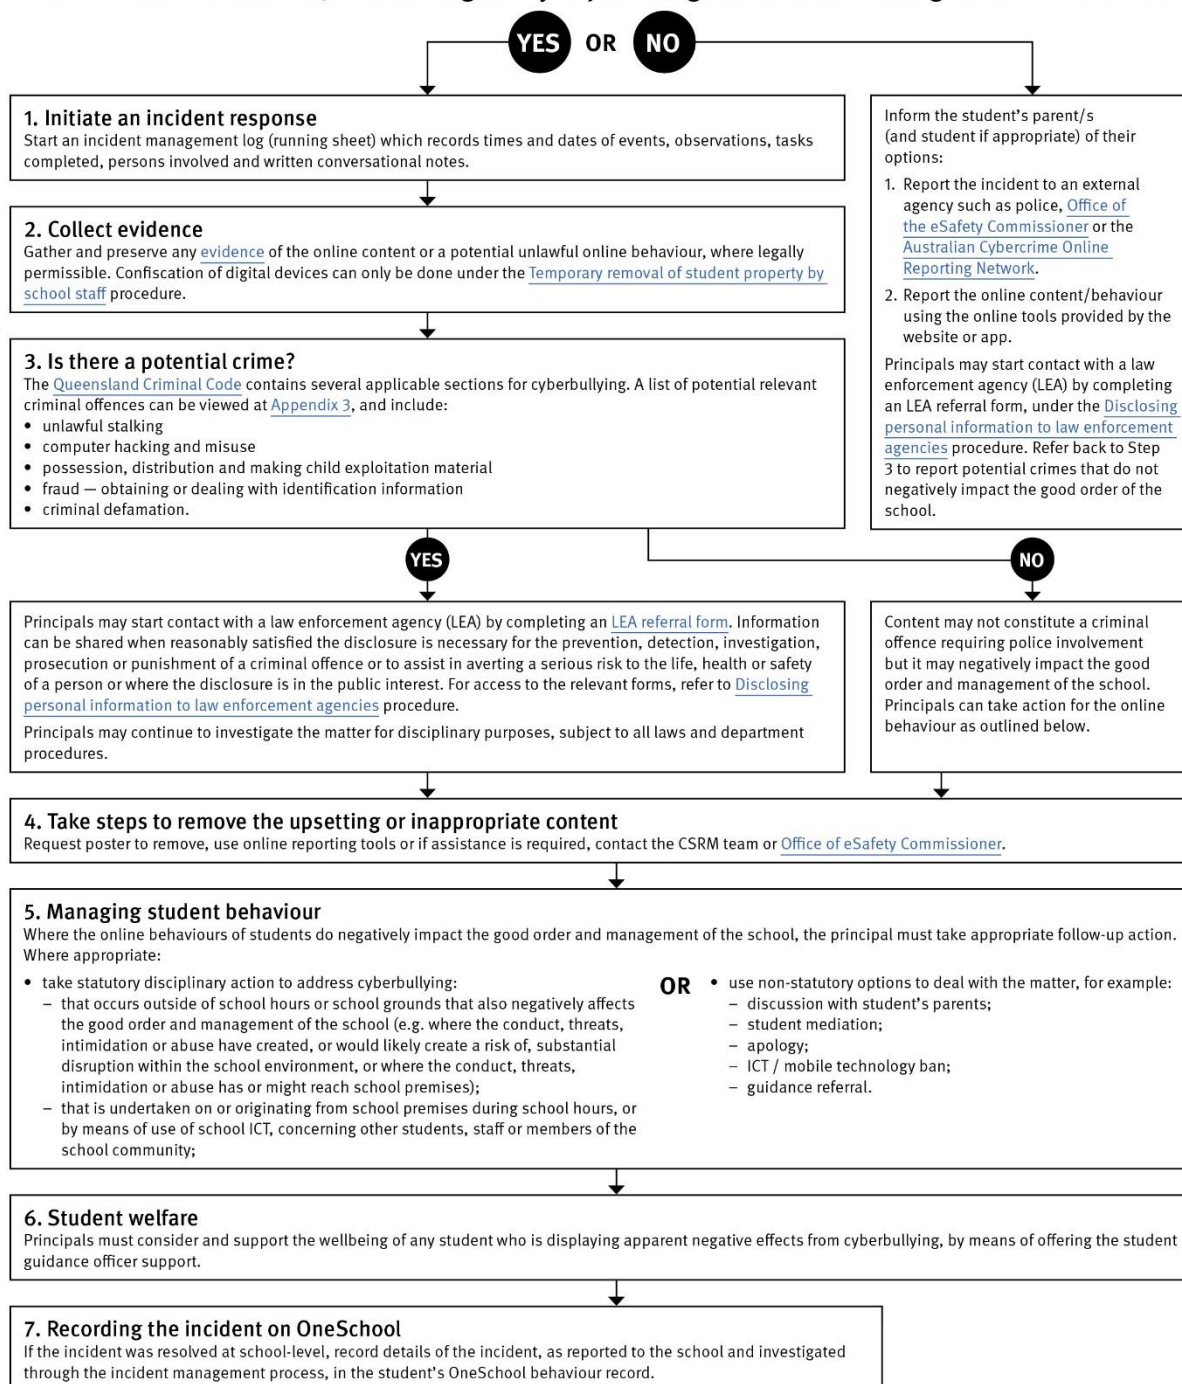 YES OR NO
1. Initiate an incident response
Start an incident management log (running sheet) which records times and dates of events, observations, tasks
completed, persons involved and written conversational notes.
2. Collect evidence
Gather and preserve any evidence of the online content or a potential unlawful online behaviour, where legally
permissible. Confiscation of digital devices can only be done under the Temporary removal of student property by
school staff procedure.
3. Is there a potential crime?
The Queensland Criminal Code contains several applicable sections for cyberbullying. A list of potential relevant
criminal offences can be viewed at Appendix 3, and include:
• unlawful stalking
• computer hacking and misuse
• possession, distribution and making child exploitation material
• fraud — obtaining or dealing with identification information
• criminal defamation.
Inform the student's parent/s
(and student if appropriate) of their
options:
1. Report the incident to an external
agency such as police, Office of
the eSafety Commissioner or the
Australian Cybercrime Online
Reporting Network.
2. Report the online content/behaviour
using the online tools provided by the
website or app.
Principals may start contact with a law
enforcement agency (LEA) by completing
an LEA referral form, under the Disclosing
personal information to law enforcement
agencies procedure. Refer back to Step
3 to report potential crimes that do not
negatively impact the good order of the
school.
YES
NO
Principals may start contact with a law enforcement agency (LEA) by completing an LEA referral form. Information
can be shared when reasonably satisfied the disclosure is necessary for the prevention, detection, investigation,
prosecution or punishment of a criminal offence or to assist in averting a serious risk to the life, health or safety
of a person or where the disclosure is in the public interest. For access to the relevant forms, refer to Disclosing
personal information to law enforcement agencies procedure.
Principals may continue to investigate the matter for disciplinary purposes, subject to all laws and department
procedures.
Content may not constitute a criminal
offence requiring police involvement
but it may negatively impact the good
order and management of the school.
Principals can take action for the online
behaviour as outlined below.
4. Take steps to remove the upsetting or inappropriate content
Request poster to remove, use online reporting tools or if assistance is required, contact the CSRM team or Office of eSafety Commissioner.
5. Managing student behaviour
Where the online behaviours of students do negatively impact the good order and management of the school, the principal must take appropriate follow-up action.
Where appropriate:
• take statutory disciplinary action to address cyberbullying:
– that occurs outside of school hours or school grounds that also negatively affects
the good order and management of the school (e.g. where the conduct, threats,
intimidation or abuse have created, or would likely create a risk of, substantial
disruption within the school environment, or where the conduct, threats,
intimidation or abuse has or might reach school premises);
– that is undertaken on or originating from school premises during school hours, or
by means of use of school ICT, concerning other students, staff or members of the
school community;
OR
• use non-statutory options to deal with the matter, for example:
– discussion with student's parents;
– student mediation;
– apology;
– ICT / mobile technology ban;
– guidance referral.
6. Student welfare
Principals must consider and support the wellbeing of any student who is displaying apparent negative effects from cyberbullying, by means of offering the student
guidance officer support.
7. Recording the incident on OneSchool
If the incident was resolved at school-level, record details of the incident, as reported to the school and investigated
through the incident management process, in the student's OneSchool behaviour record.